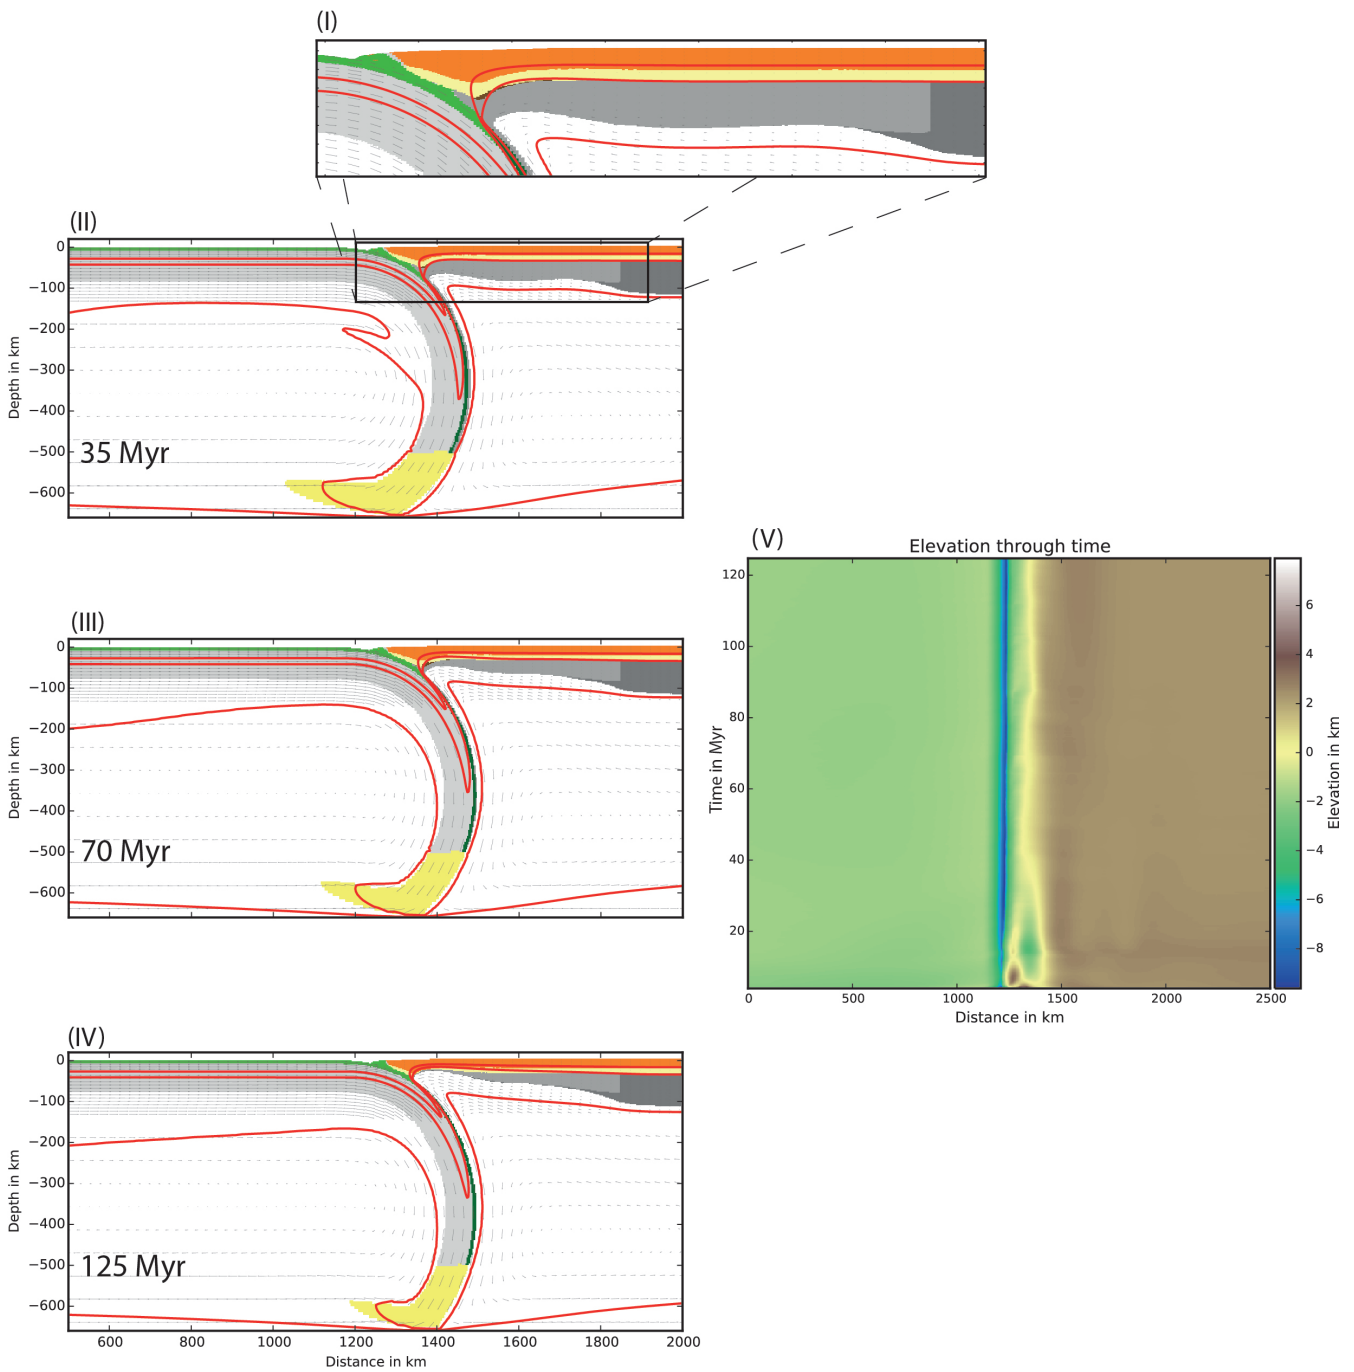 (I)
(II)
0
−100
−200
−300
−400
−500
−600
Depth in km
35 Myr
(III)
0
−100
−200
−300
−400
−500
−600
Depth in km
70 Myr
(IV)
0
−100
−200
−300
−400
−500
−600
Depth in km
125 Myr
600 800 1000 1200 1400 1600 1800 2000
Distance in km
(V)
Elevation through time
120
100
80
60
40
20
Time in Myr
0 500 1000 1500 2000 2500
Distance in km
6
4
2
0
−2
−4
−6
−8
Elevation in km